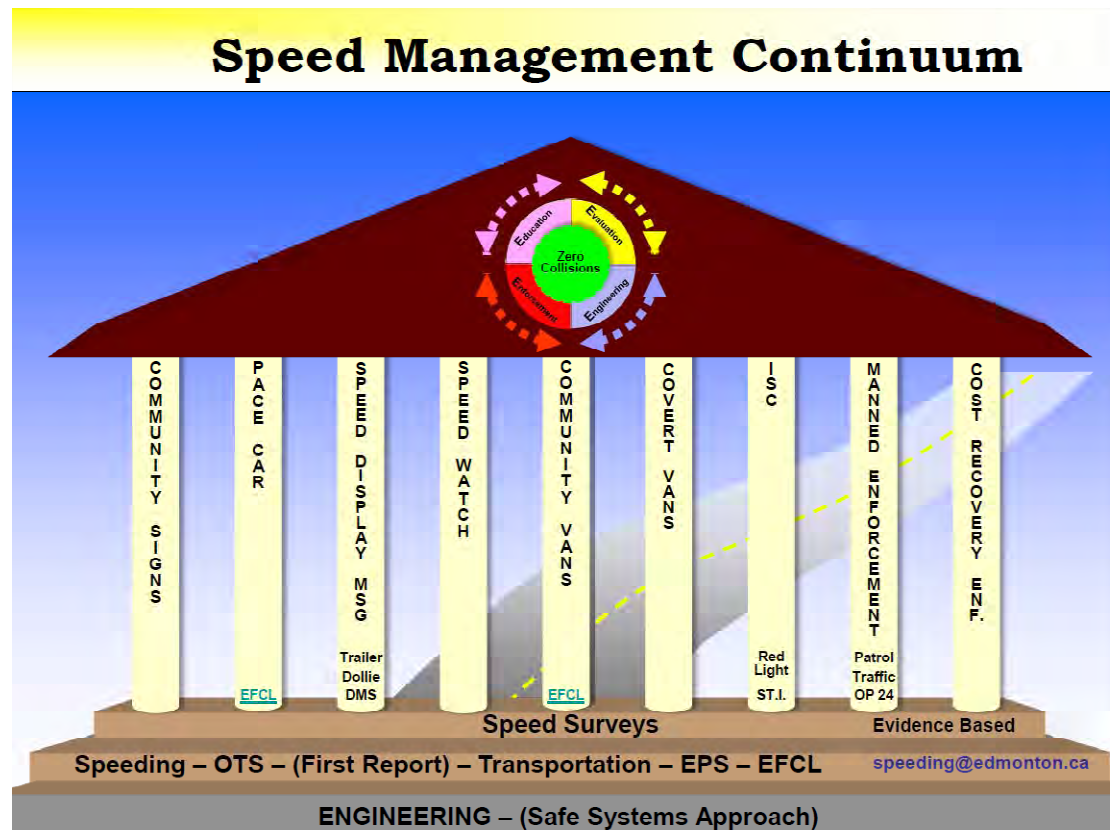 Speed Management Continuum
Education
Evaluation
Zero
Collisions
Enforcement
Engineering
COMMUNITY SIGNS
PACE CAR
EFCL
SPEED DISPLAY MSG
Trailer
Dollie
DMS
SPEED WATCH
COMMUNITY VANS
EFCL
COVERT VANS
ISC
Red
Light
ST.I.
MANNED ENFORCEMENT
Patrol
Traffic
OP 24
COST RECOVERY ENF.
Speed Surveys
Evidence Based
Speeding – OTS – (First Report) – Transportation – EPS – EFCL
speeding@edmonton.ca
ENGINEERING – (Safe Systems Approach)